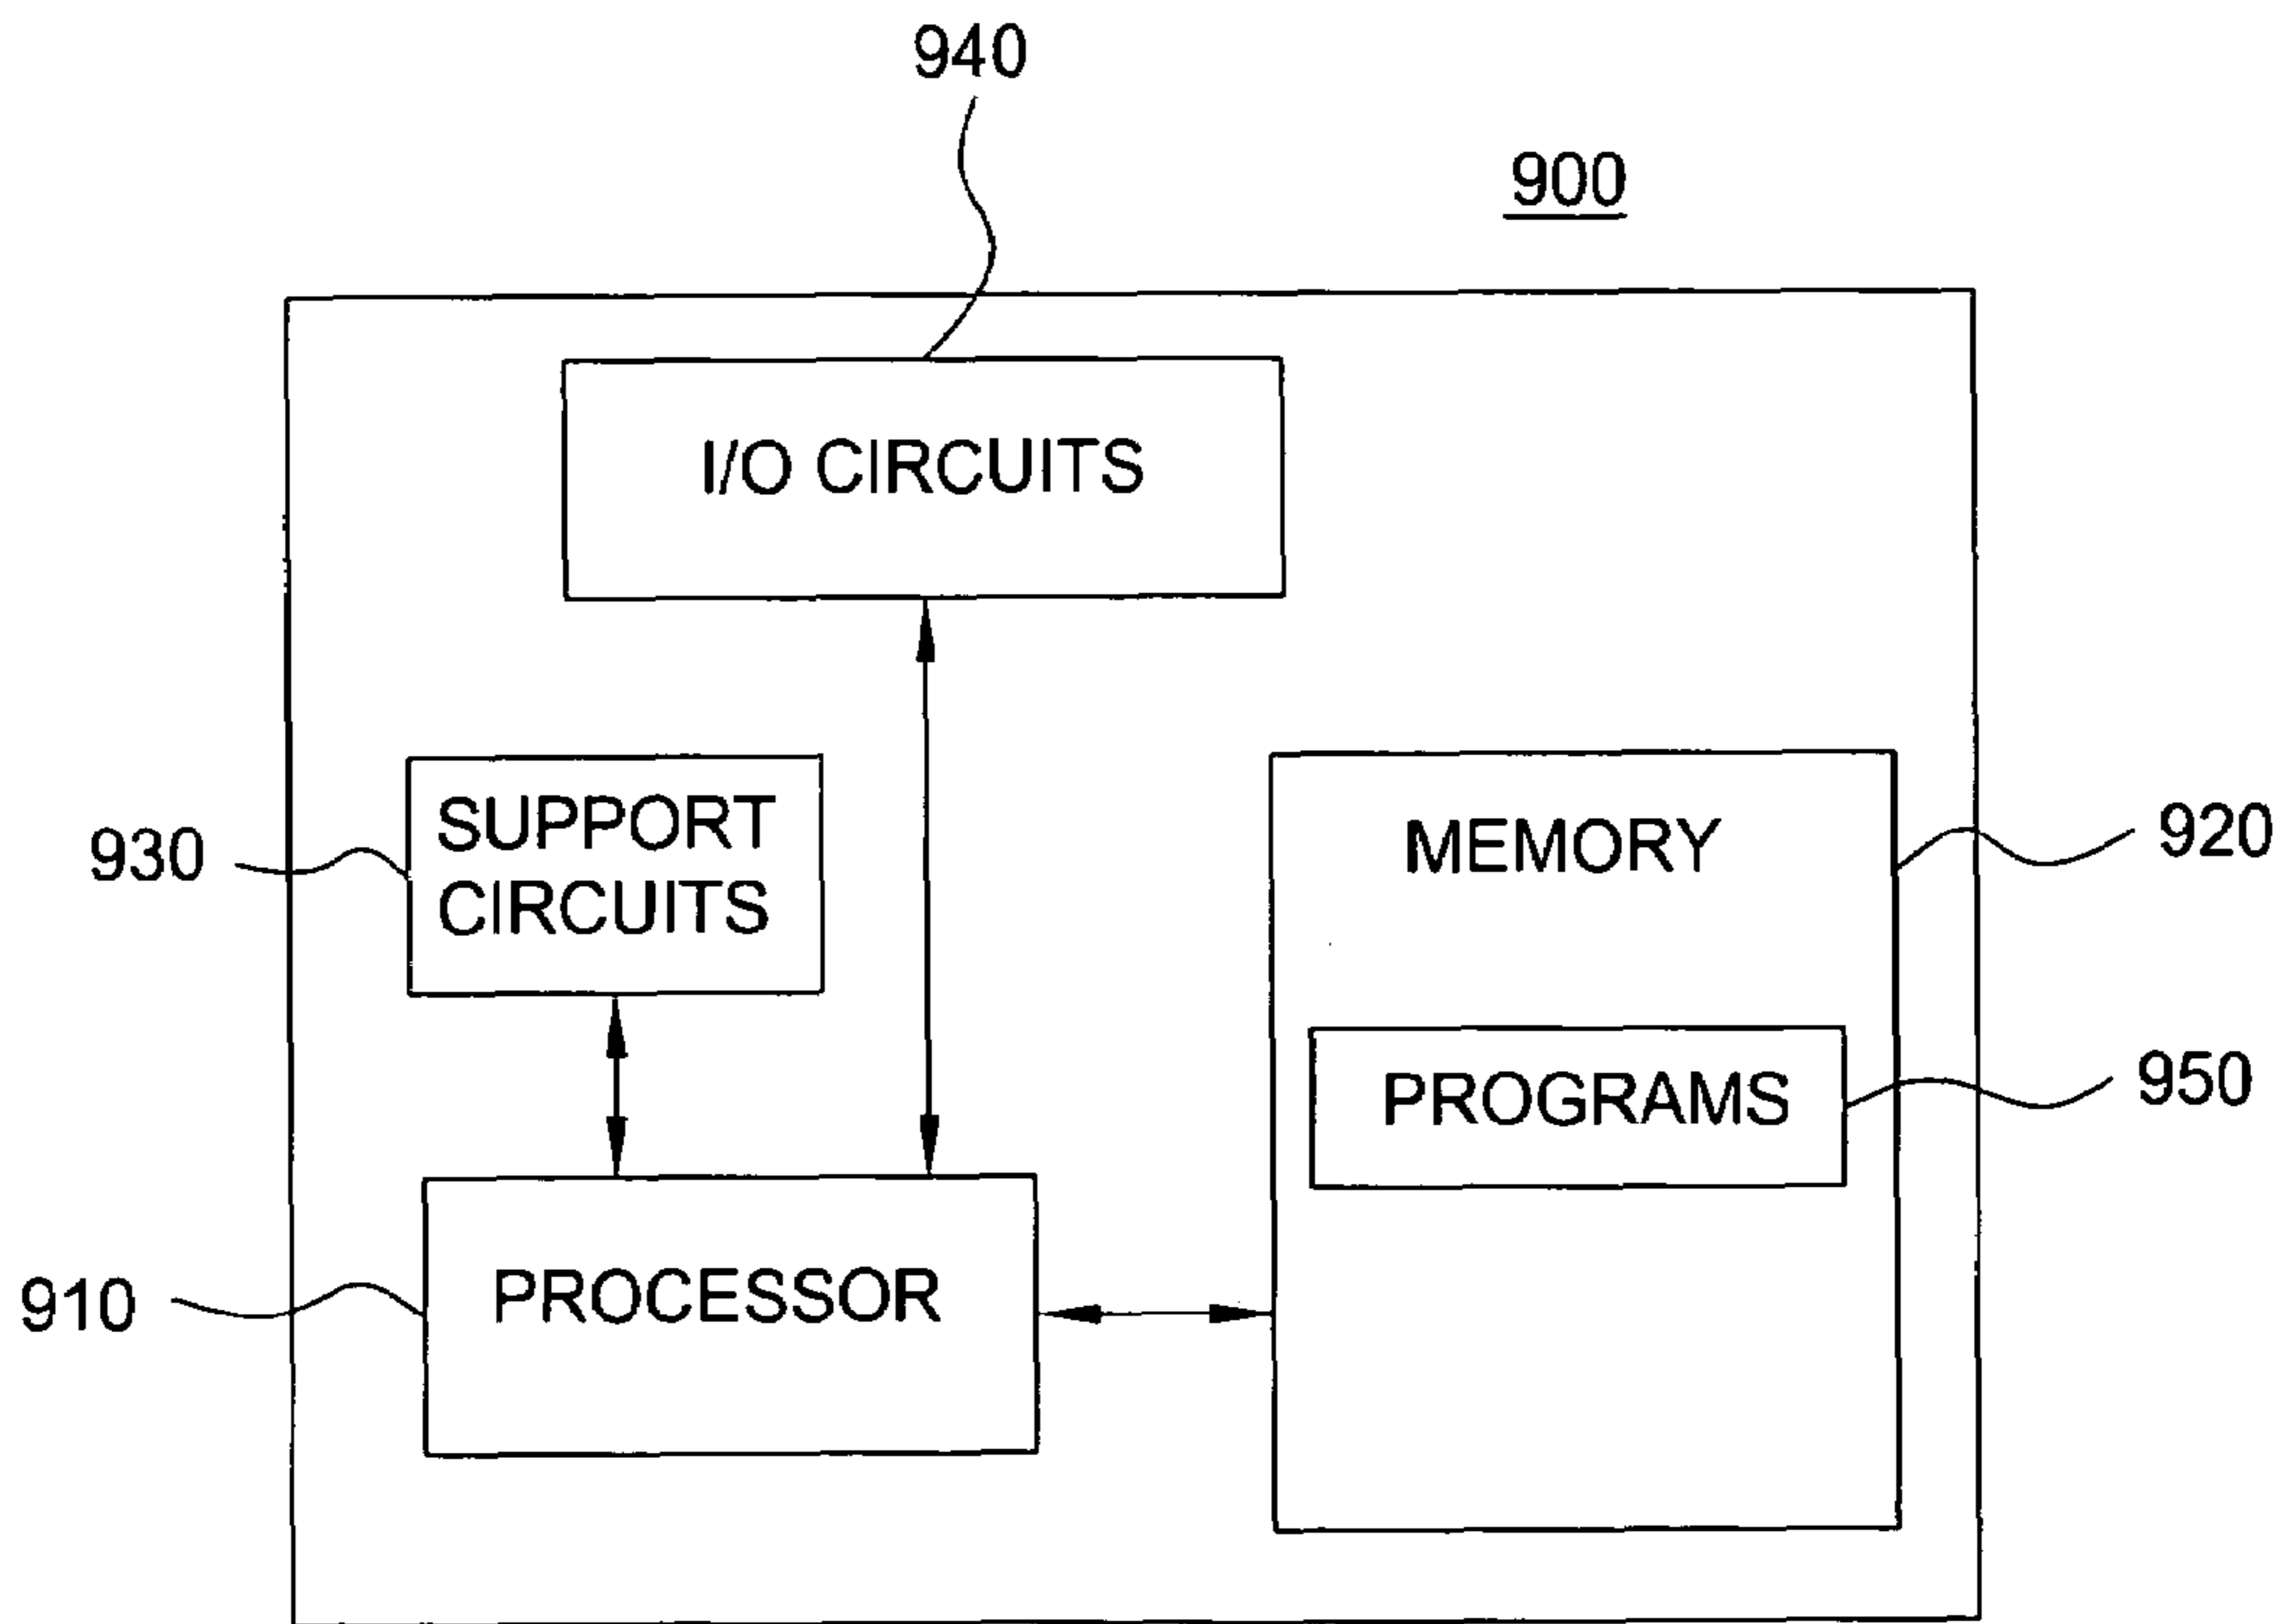 940
900
I/O CIRCUITS
SUPPORT
CIRCUITS
930
MEMORY
920
PROGRAMS
950
PROCESSOR
910